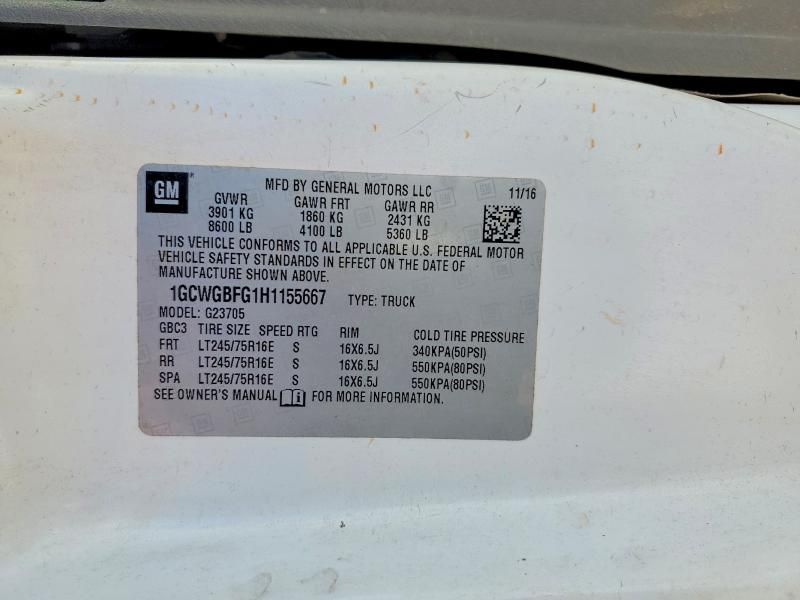 GM
MFD BY GENERAL MOTORS LLC 11/16
GVWR GAWR FRT GAWR RR
3901 KG 1860 KG 2431 KG
8600 LB 4100 LB 5360 LB
THIS VEHICLE CONFORMS TO ALL APPLICABLE U.S. FEDERAL MOTOR
VEHICLE SAFETY STANDARDS IN EFFECT ON THE DATE OF
MANUFACTURE SHOWN ABOVE.
1GCWGBFG1H1155667 TYPE: TRUCK
MODEL: G23705
GBC3 TIRE SIZE SPEED RTG RIM COLD TIRE PRESSURE
FRT LT245/75R16E S 16X6.5J 340KPA(50PSI)
RR LT245/75R16E S 16X6.5J 550KPA(80PSI)
SPA LT245/75R16E S 16X6.5J 550KPA(80PSI)
SEE OWNER'S MANUAL i FOR MORE INFORMATION.